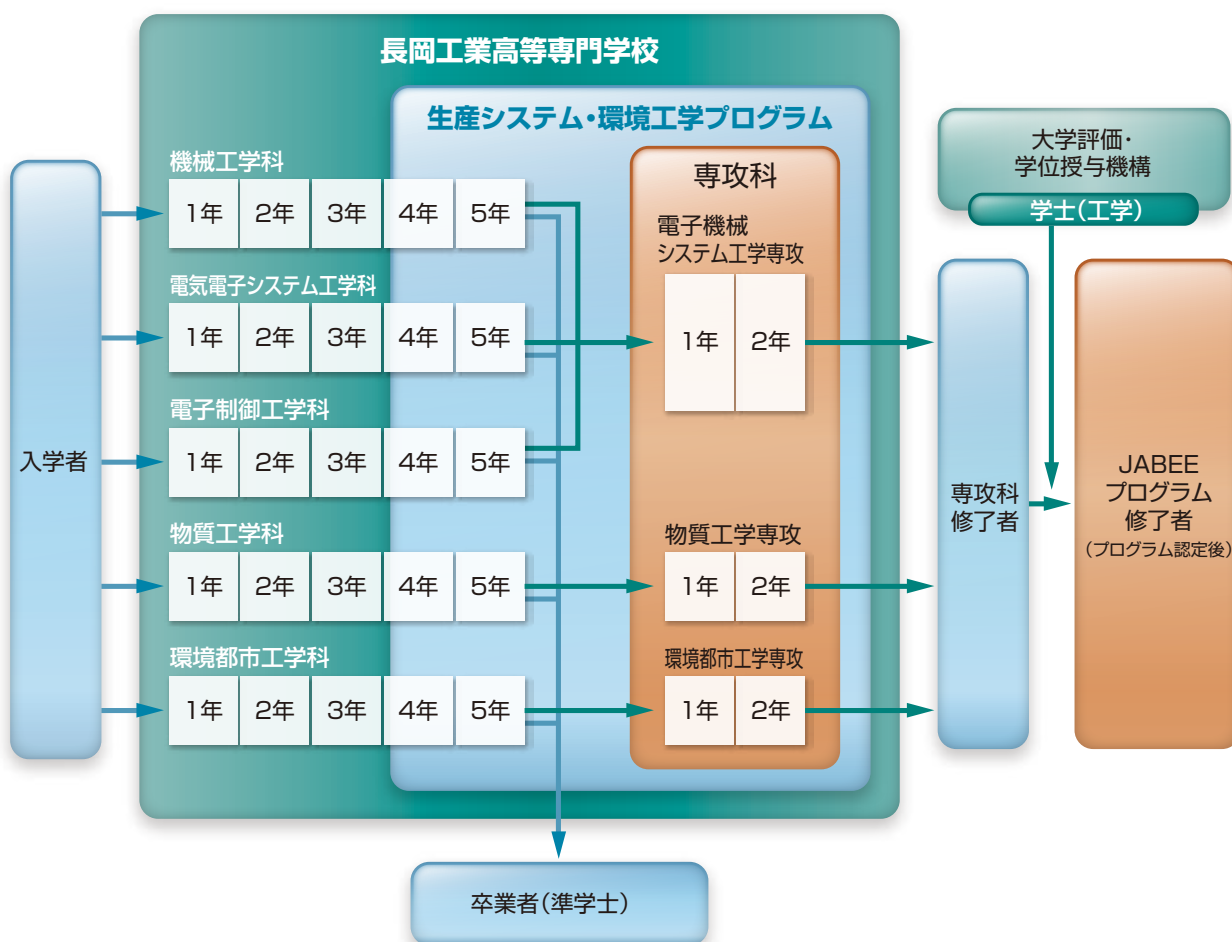 長岡工業高等専門学校
生産システム・環境工学プログラム
入学者
機械工学科
1年 2年 3年 4年 5年
電気電子システム工学科
1年 2年 3年 4年 5年
電子制御工学科
1年 2年 3年 4年 5年
物質工学科
1年 2年 3年 4年 5年
環境都市工学科
1年 2年 3年 4年 5年
専攻科
電子機械
システム工学専攻
1年 2年
物質工学専攻
1年 2年
環境都市工学専攻
1年 2年
大学評価・
学位授与機構
学士(工学)
専攻科
修了者
JABEE
プログラム
修了者
(プログラム認定後)
卒業者(準学士)